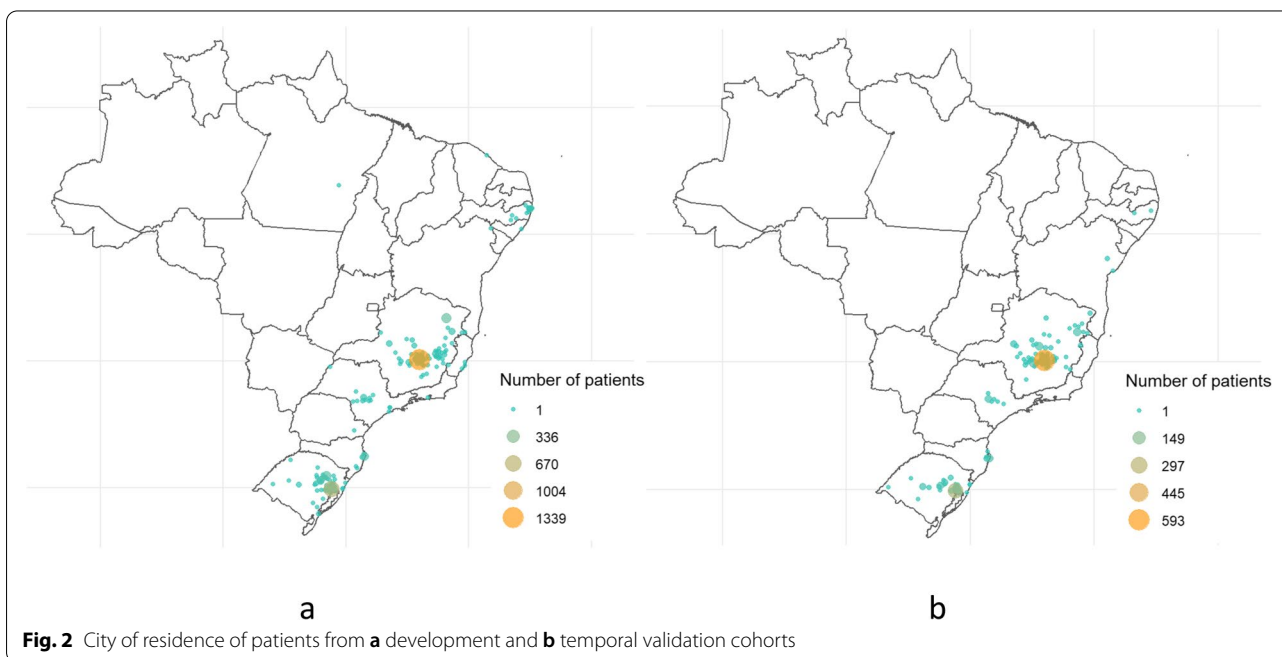 Number of patients
1
336
670
1004
1339
Number of patients
1
149
297
445
593
a
b
Fig. 2 City of residence of patients from a development and b temporal validation cohorts